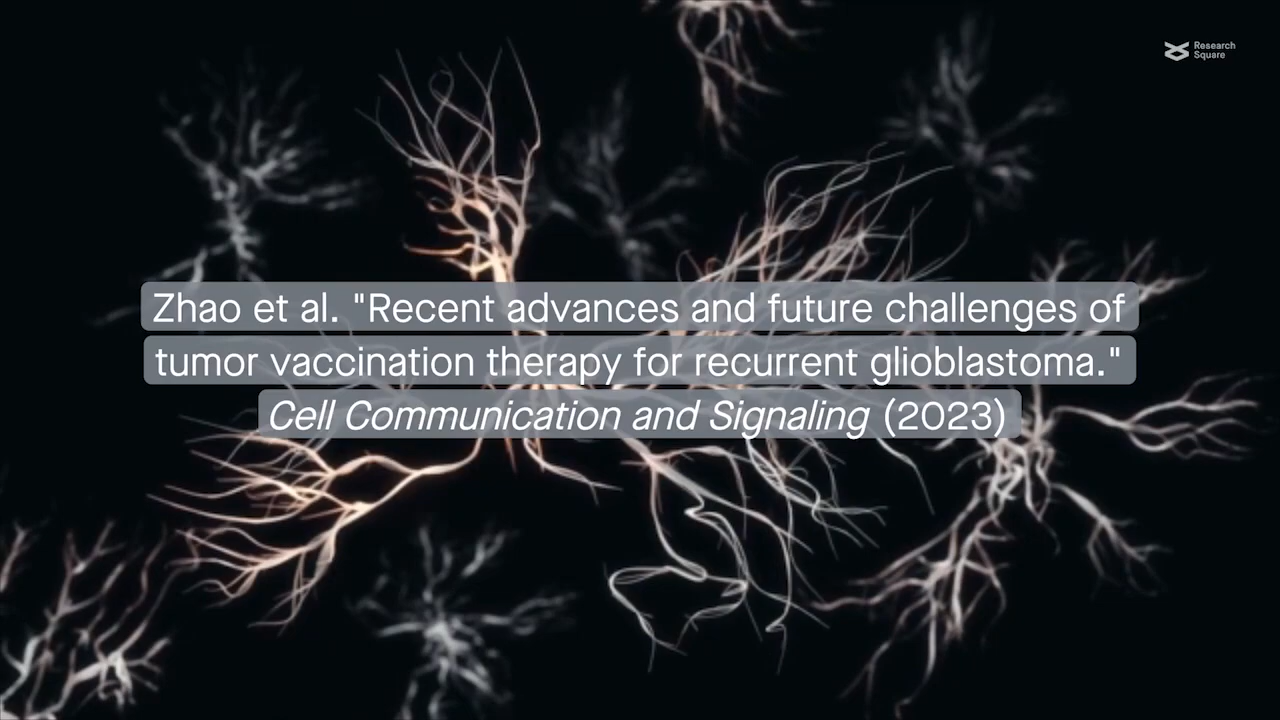 Research
Square
Zhao et al. "Recent advances and future challenges of
tumor vaccination therapy for recurrent glioblastoma."
Cell Communication and Signaling (2023)